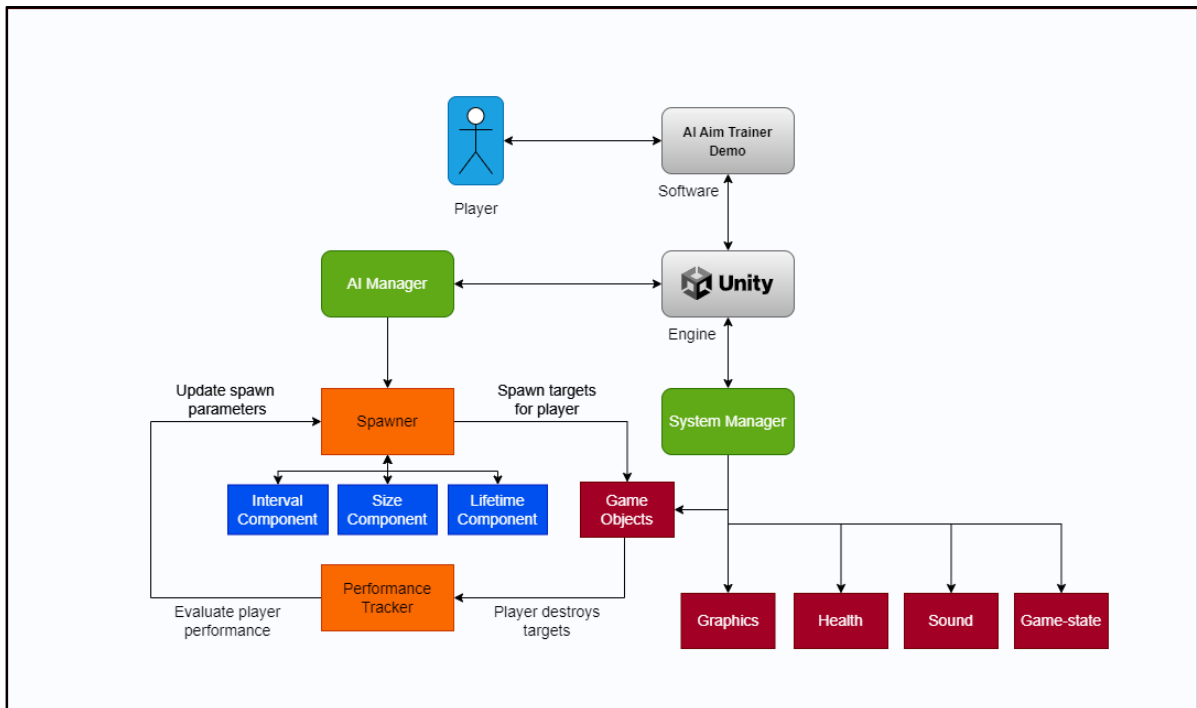 AI Aim Trainer
Demo
Software
Player
AI Manager
Unity
Engine
Update spawn
parameters
Spawner
Spawn targets
for player
System Manager
Interval
Component
Size
Component
Lifetime
Component
Game
Objects
Evaluate player
performance
Performance
Tracker
Player destroys
targets
Graphics
Health
Sound
Game-state